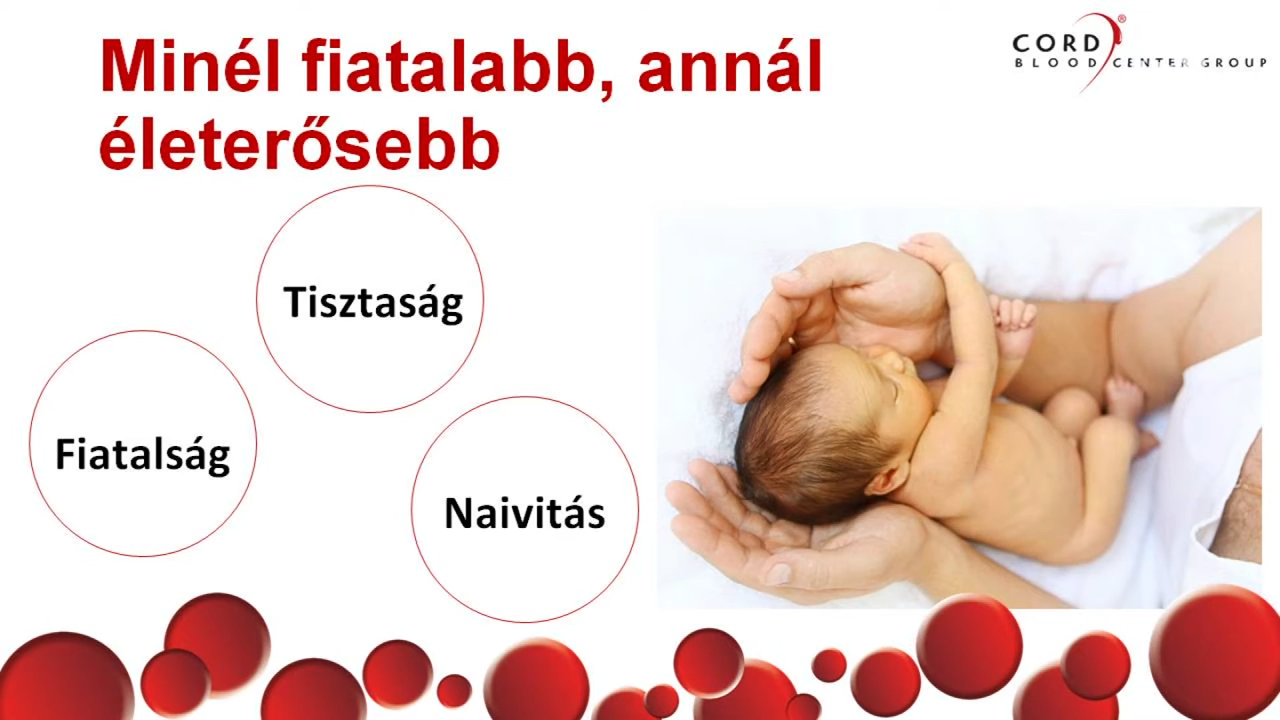 Minél fiatalabb, annál
életerősebb
CORD
BLOOD CENTER GROUP
Tisztaság
Fiatalság
Naivitás